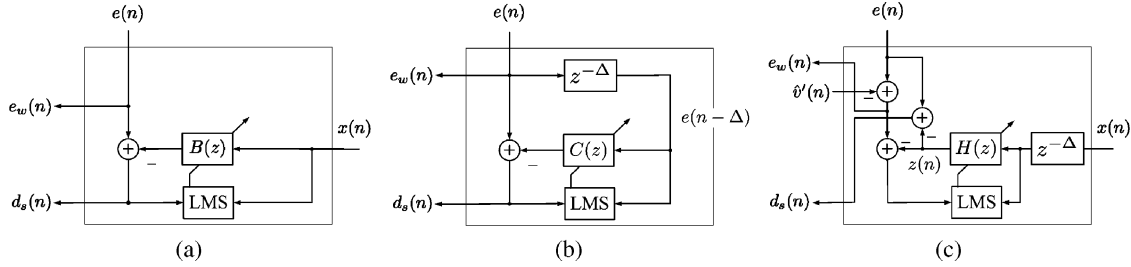 e(n)
e_w(n)
x(n)
−
B(z)
d_s(n)
LMS
(a)
e(n)
e_w(n)
z^{−Δ}
e(n − Δ)
−
C(z)
d_s(n)
LMS
(b)
e(n)
e_w(n)
v̂′(n)
−
−
x(n)
−
z(n)
H(z)
z^{−Δ}
d_s(n)
LMS
(c)